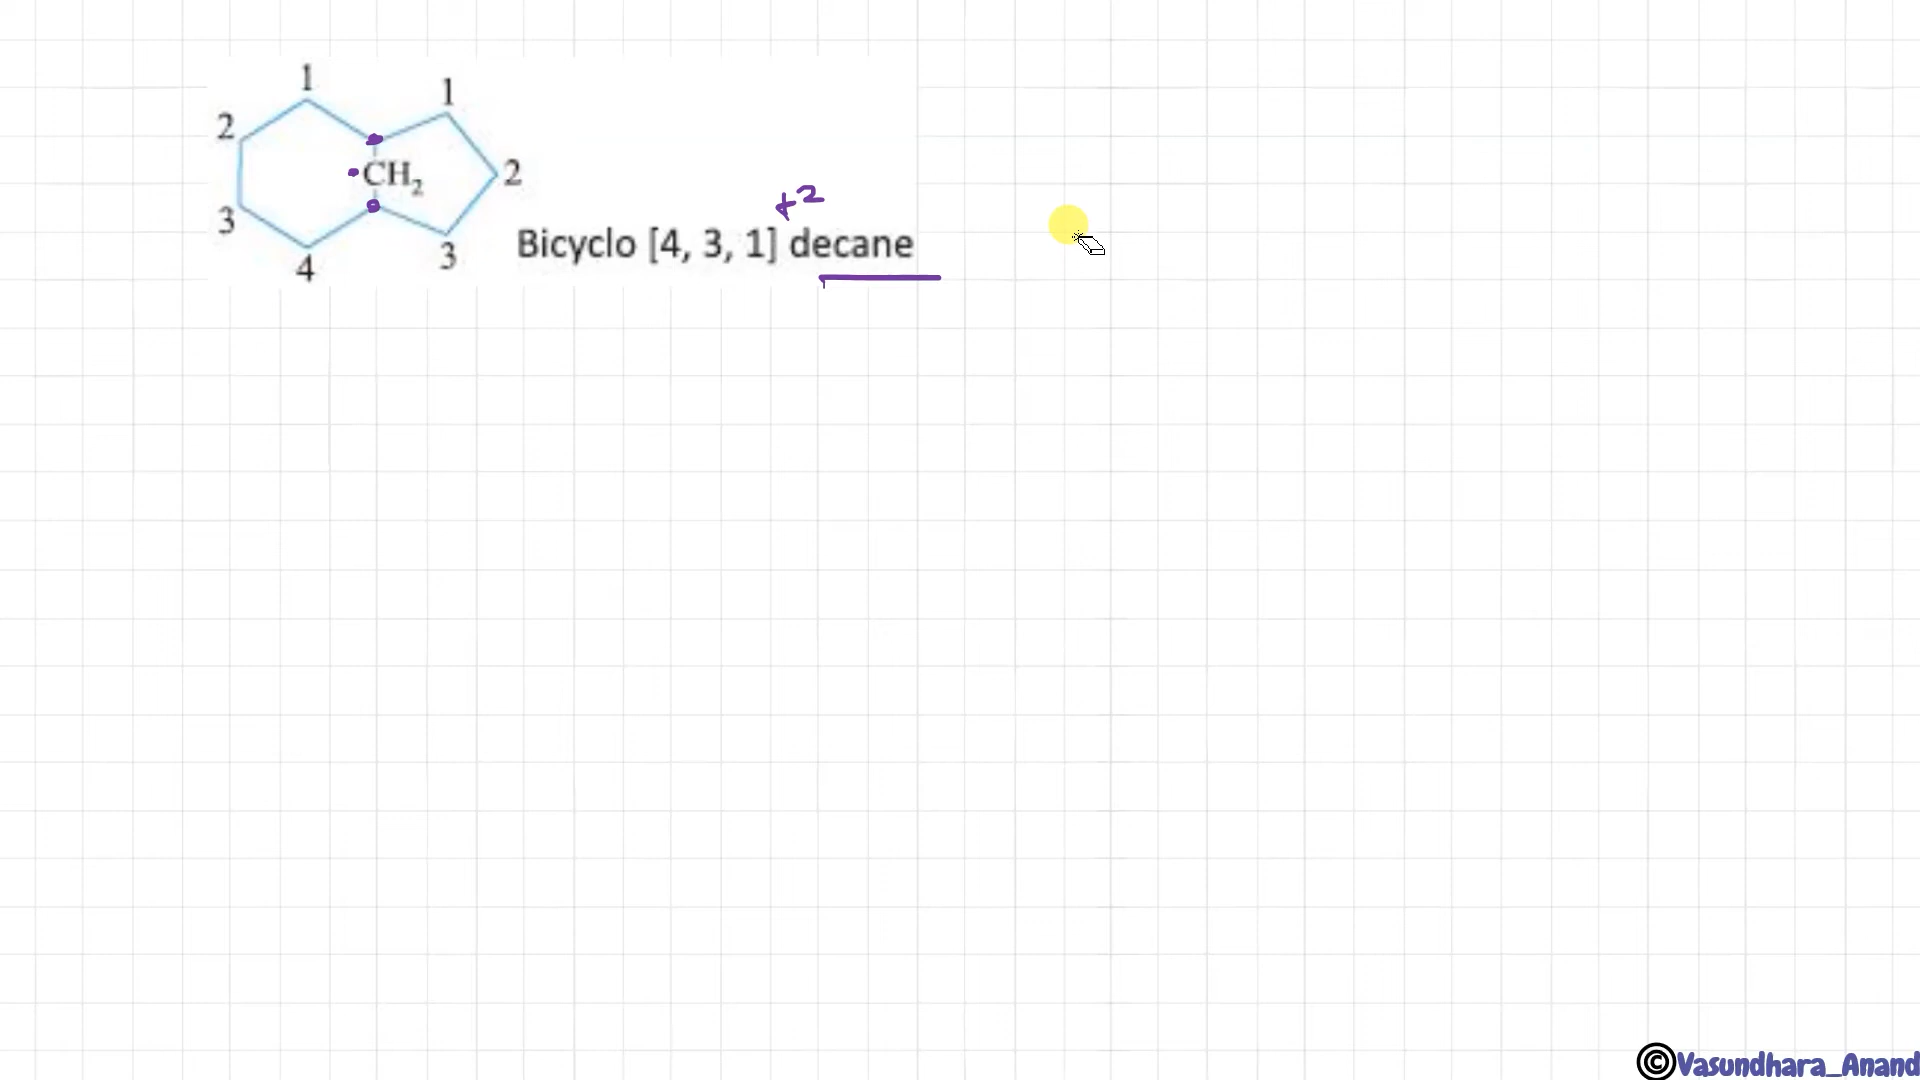 1
1
2
CH₂
2
+2
3
Bicyclo [4, 3, 1] decane
3
4
©Vasundhara_Anand